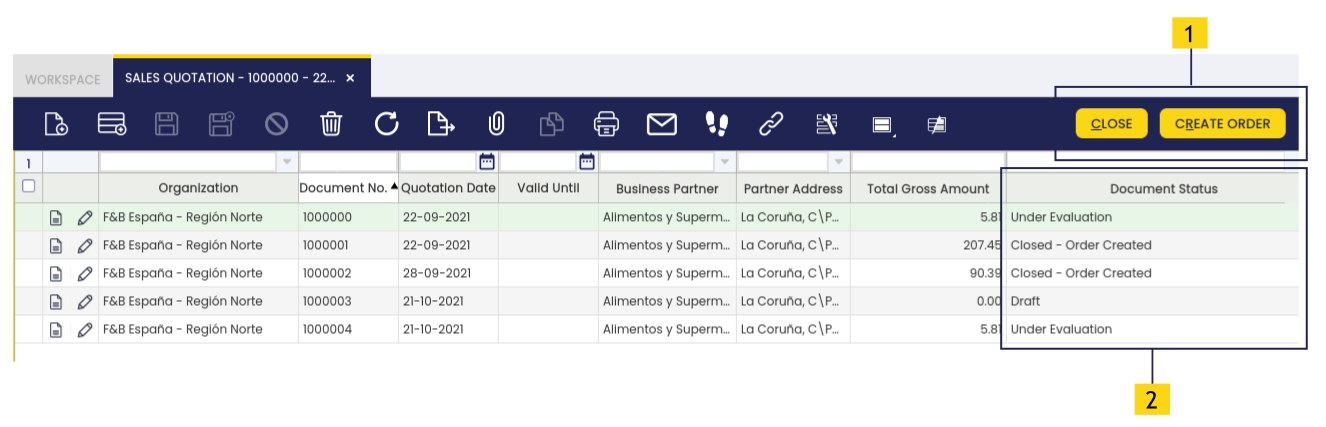 1
WORKSPACE SALES QUOTATION - 1000000 - 22... ×
CLOSE CREATE ORDER
1
Organization Document No. Quotation Date Valid Until Business Partner Partner Address Total Gross Amount Document Status
F&B España - Región Norte 1000000 22-09-2021 Alimentos y Superm... La Coruña, C\P... 5.81 Under Evaluation
F&B España - Región Norte 1000001 22-09-2021 Alimentos y Superm... La Coruña, C\P... 207.45 Closed - Order Created
F&B España - Región Norte 1000002 28-09-2021 Alimentos y Superm... La Coruña, C\P... 90.39 Closed - Order Created
F&B España - Región Norte 1000003 21-10-2021 Alimentos y Superm... La Coruña, C\P... 0.00 Draft
F&B España - Región Norte 1000004 21-10-2021 Alimentos y Superm... La Coruña, C\P... 5.81 Under Evaluation
2